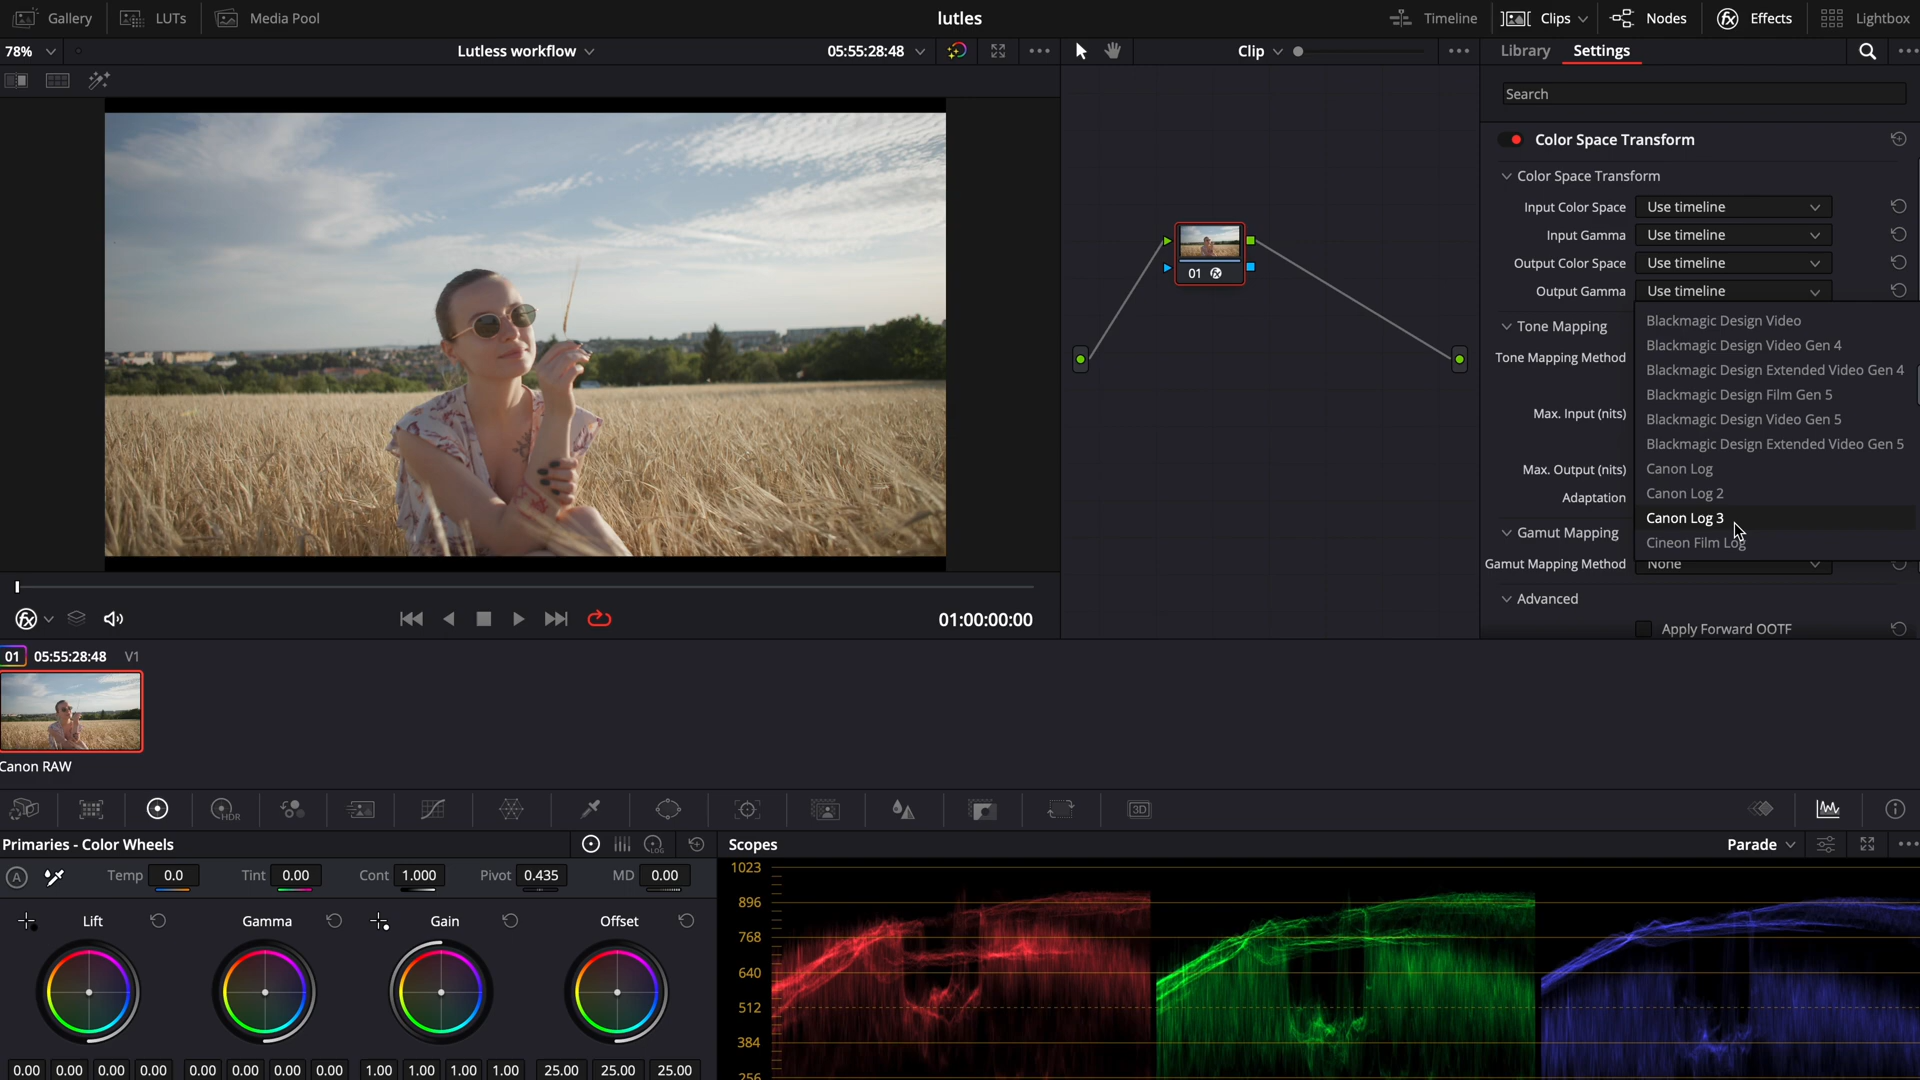 Gallery LUTs Media Pool lutles Timeline Clips Nodes Effects Lightbox
78% Lutless workflow 05:55:28:48 Clip Library Settings
Search
Color Space Transform
Color Space Transform
Input Color Space Use timeline
Input Gamma Use timeline
Output Color Space Use timeline
Output Gamma Use timeline
Blackmagic Design Video
Tone Mapping
Blackmagic Design Video Gen 4
Tone Mapping Method
Blackmagic Design Extended Video Gen 4
Blackmagic Design Film Gen 5
Max. Input (nits)
Blackmagic Design Video Gen 5
Blackmagic Design Extended Video Gen 5
Max. Output (nits) Canon Log
Adaptation Canon Log 2
Canon Log 3
Gamut Mapping
Cineon Film Log
Gamut Mapping Method None
Advanced
Apply Forward OOTF
01
01:00:00:00
01 05:55:28:48 V1
Canon RAW
HDR 3D
Primaries - Color Wheels LOG Scopes Parade
A Temp 0.0 Tint 0.00 Cont 1.000 Pivot 0.435 MD 0.00
Lift Gamma Gain Offset
0.00 0.00 0.00 0.00 0.00 0.00 0.00 0.00 1.00 1.00 1.00 1.00 25.00 25.00 25.00
1023
896
768
640
512
384
256